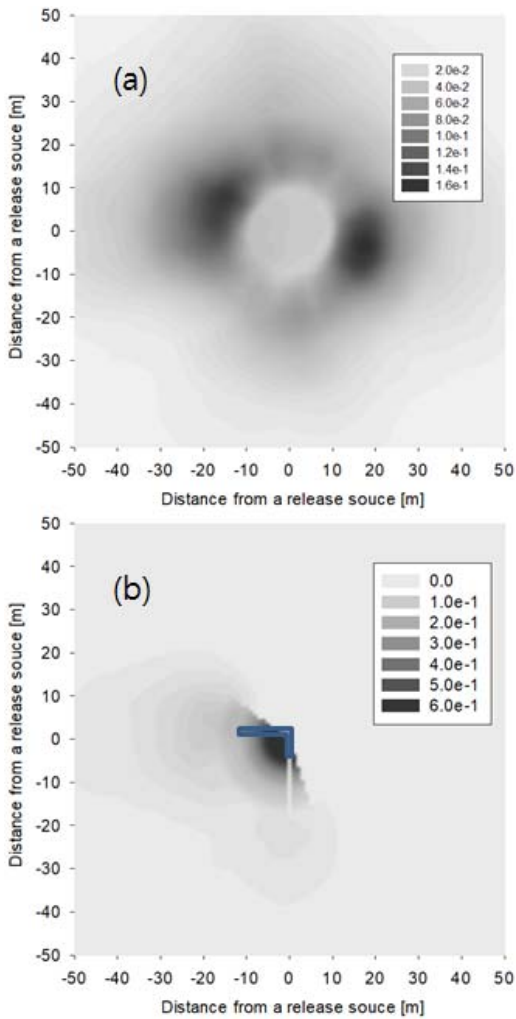 (a)
2.0e-2
4.0e-2
6.0e-2
8.0e-2
1.0e-1
1.2e-1
1.4e-1
1.6e-1
50
40
30
20
10
0
-10
-20
-30
-40
-50
Distance from a release souce [m]
-50 -40 -30 -20 -10 0 10 20 30 40 50
Distance from a release souce [m]
(b)
0.0
1.0e-1
2.0e-1
3.0e-1
4.0e-1
5.0e-1
6.0e-1
50
40
30
20
10
0
-10
-20
-30
-40
-50
Distance from a release souce [m]
-50 -40 -30 -20 -10 0 10 20 30 40 50
Distance from a release souce [m]